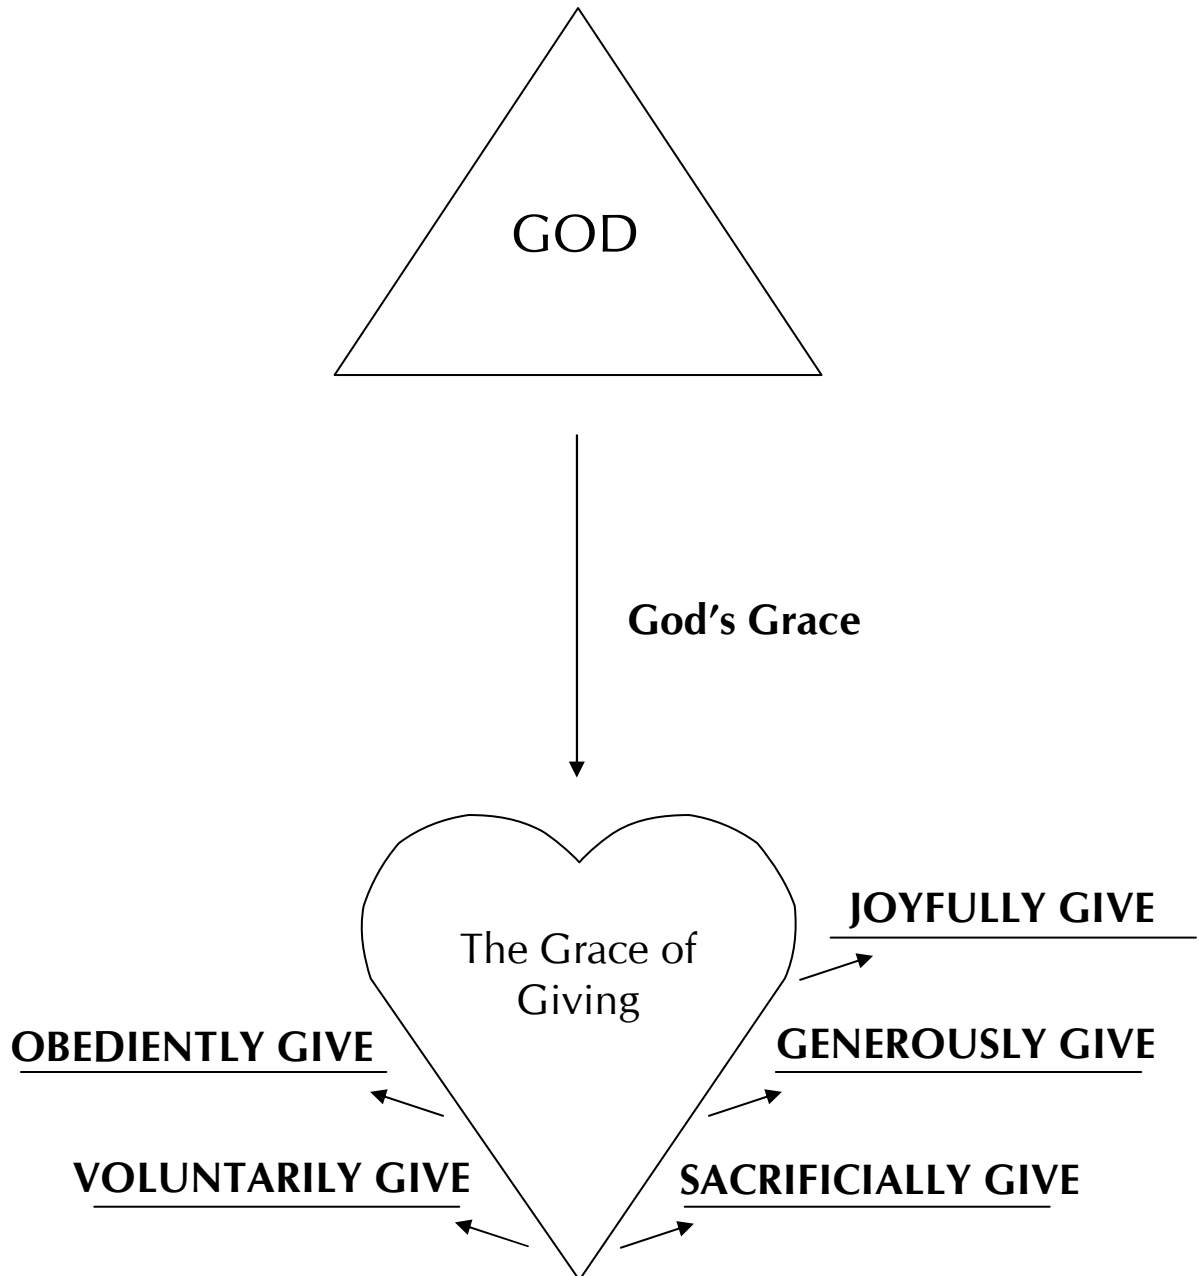 GOD
God's Grace
JOYFULLY GIVE
The Grace of
Giving
OBEDIENTLY GIVE
GENEROUSLY GIVE
VOLUNTARILY GIVE
SACRIFICIALLY GIVE